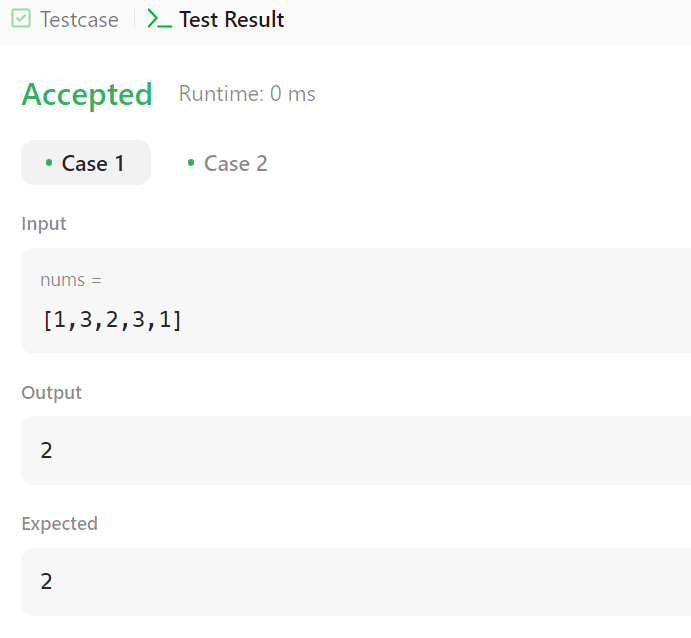 Testcase Test Result
Accepted Runtime: 0 ms
Case 1 Case 2
Input
nums =
[1,3,2,3,1]
Output
2
Expected
2